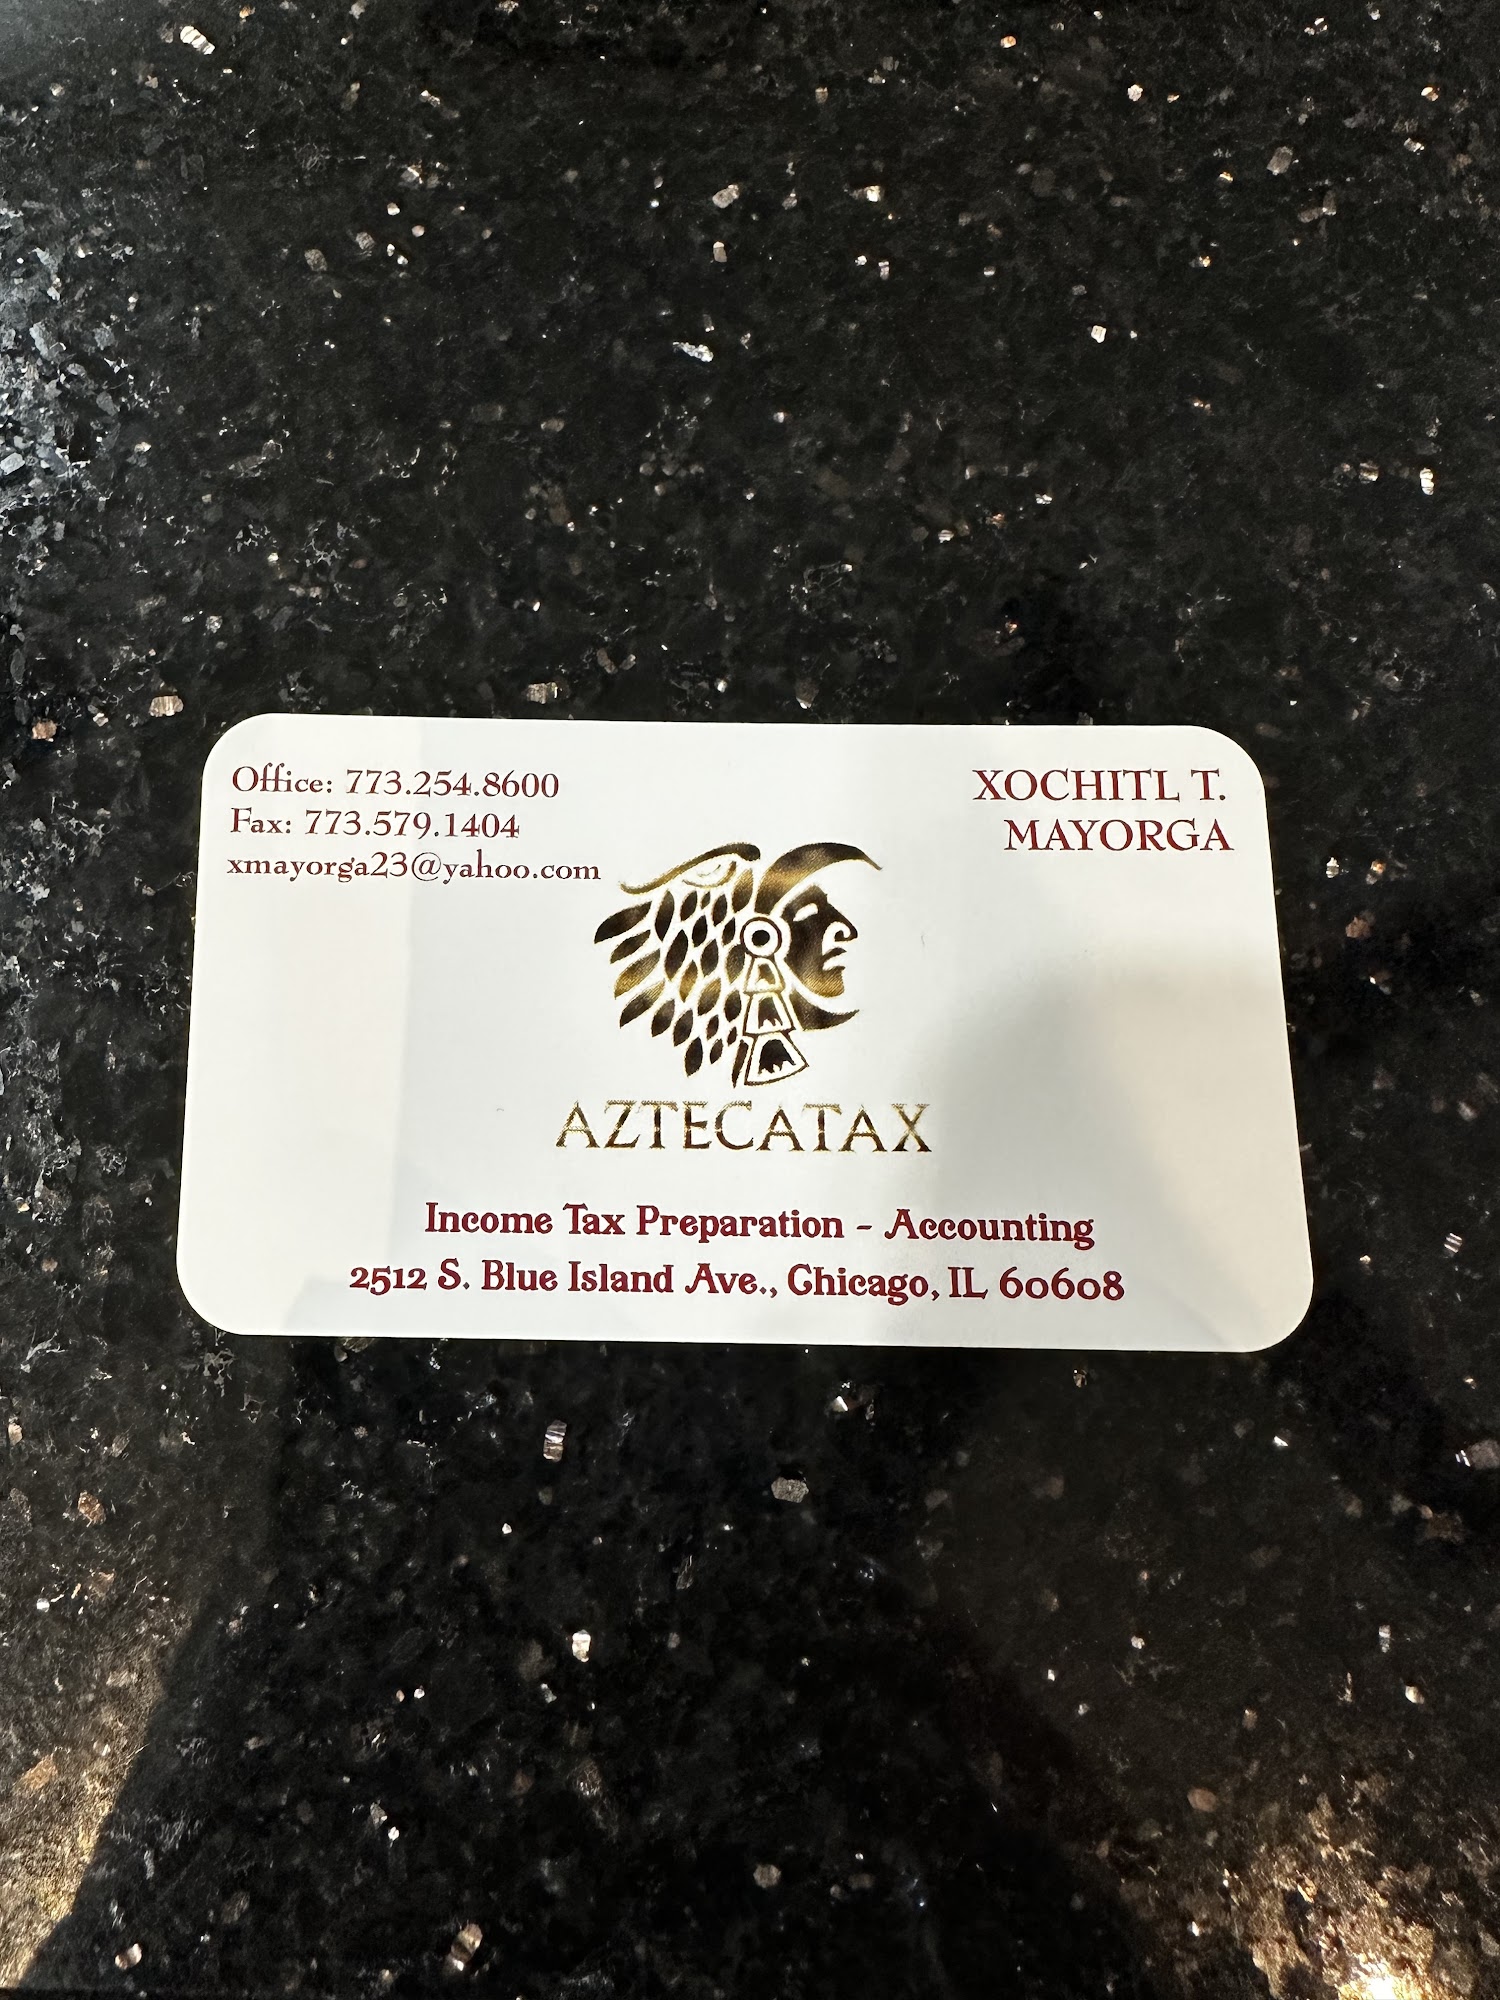 Office: 773.254.8600
Fax: 773.579.1404
xmayorga23@yahoo.com
XOCHITL T.
MAYORGA
AZTECATAX
Income Tax Preparation - Accounting
2512 S. Blue Island Ave., Chicago, IL 60608